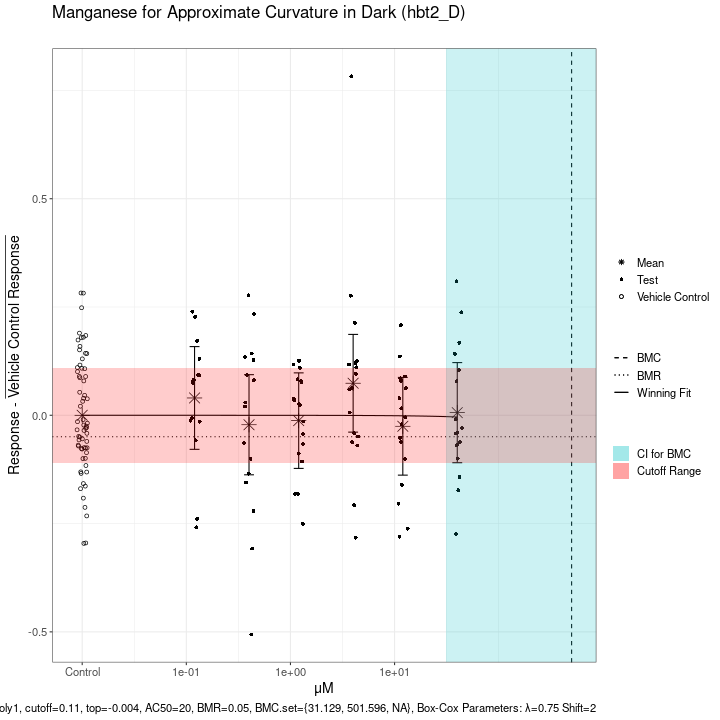 Manganese for Approximate Curvature in Dark (hbt2_D)
Response - Vehicle Control Response
0.5
0.0
-0.5
Control
1e-01
1e+00
1e+01
μM
Mean
Test
Vehicle Control
BMC
BMR
Winning Fit
CI for BMC
Cutoff Range
oly1, cutoff=0.11, top=-0.004, AC50=20, BMR=0.05, BMC.set={31.129, 501.596, NA}, Box-Cox Parameters: λ=0.75 Shift=2